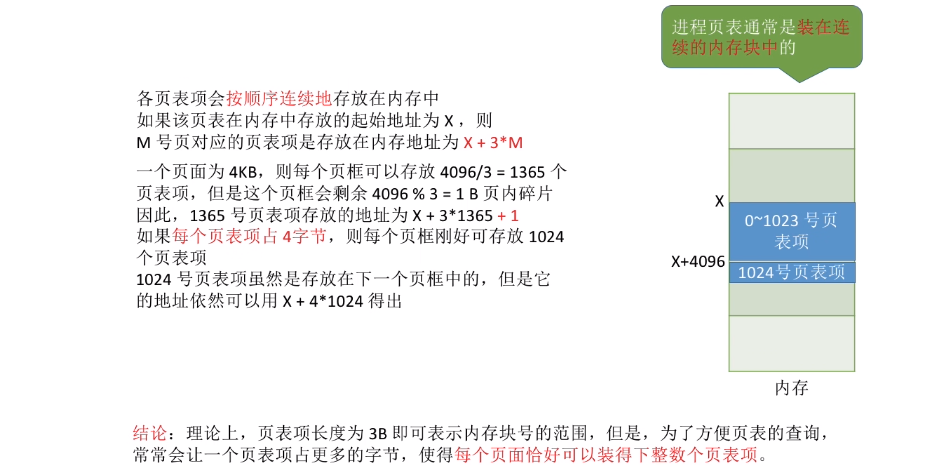 进程页表通常是装在连
续的内存块中的
各页表项会按顺序连续地存放在内存中
如果该页表在内存中存放的起始地址为 X ，则
M 号页对应的页表项是存放在内存地址为 X + 3*M
一个页面为 4KB，则每个页框可以存放 4096/3 = 1365 个
页表项，但是这个页框会剩余 4096 % 3 = 1 B 页内碎片
因此，1365 号页表项存放的地址为 X + 3*1365 + 1
如果每个页表项占 4字节，则每个页框刚好可存放 1024
个页表项
1024 号页表项虽然是存放在下一个页框中的，但是它
的地址依然可以用 X + 4*1024 得出
X
0~1023 号页
表项
X+4096
1024号页表项
内存
结论：理论上，页表项长度为 3B 即可表示内存块号的范围，但是，为了方便页表的查询，
常常会让一个页表项占更多的字节，使得每个页面恰好可以装得下整数个页表项。